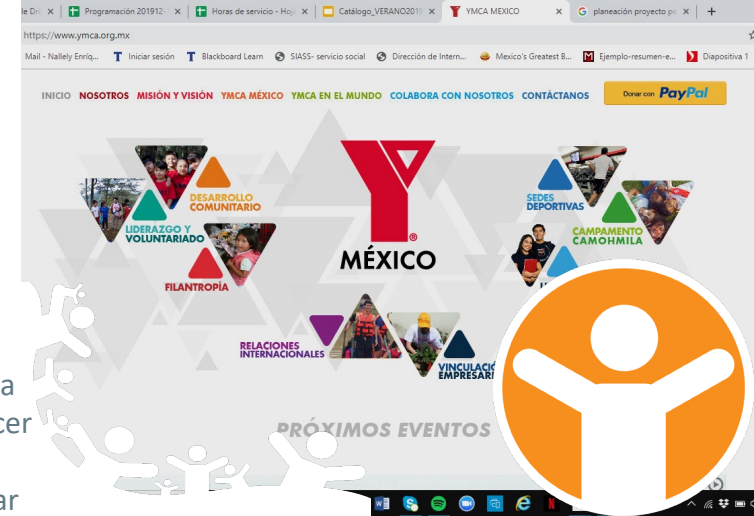 Programación 201912-
Horas de servicio - Hoj
Catálogo_VERANO2019
YMCA MEXICO
planeación proyecto pe
https://www.ymca.org.mx
Mail - Nallely Enríq...
Iniciar sesión
Blackboard Learn
SIASS- servicio social
Dirección de Intern...
Mexico's Greatest B...
Ejemplo-resumen-e...
Diapositiva 1
INICIO NOSOTROS MISIÓN Y VISIÓN YMCA MÉXICO YMCA EN EL MUNDO COLABORA CON NOSOTROS CONTÁCTANOS
Donar con PayPal
DESARROLLO
COMUNITARIO
LIDERAZGO Y
VOLUNTARIADO
FILANTROPÍA
MÉXICO
SEDES
DEPORTIVAS
CAMPAMENTO
CAMOHMILA
RELACIONES
INTERNACIONALES
VINCULACIÓ
EMPRESARI
PRÓXIMOS EVENTOS
a
cer
ar